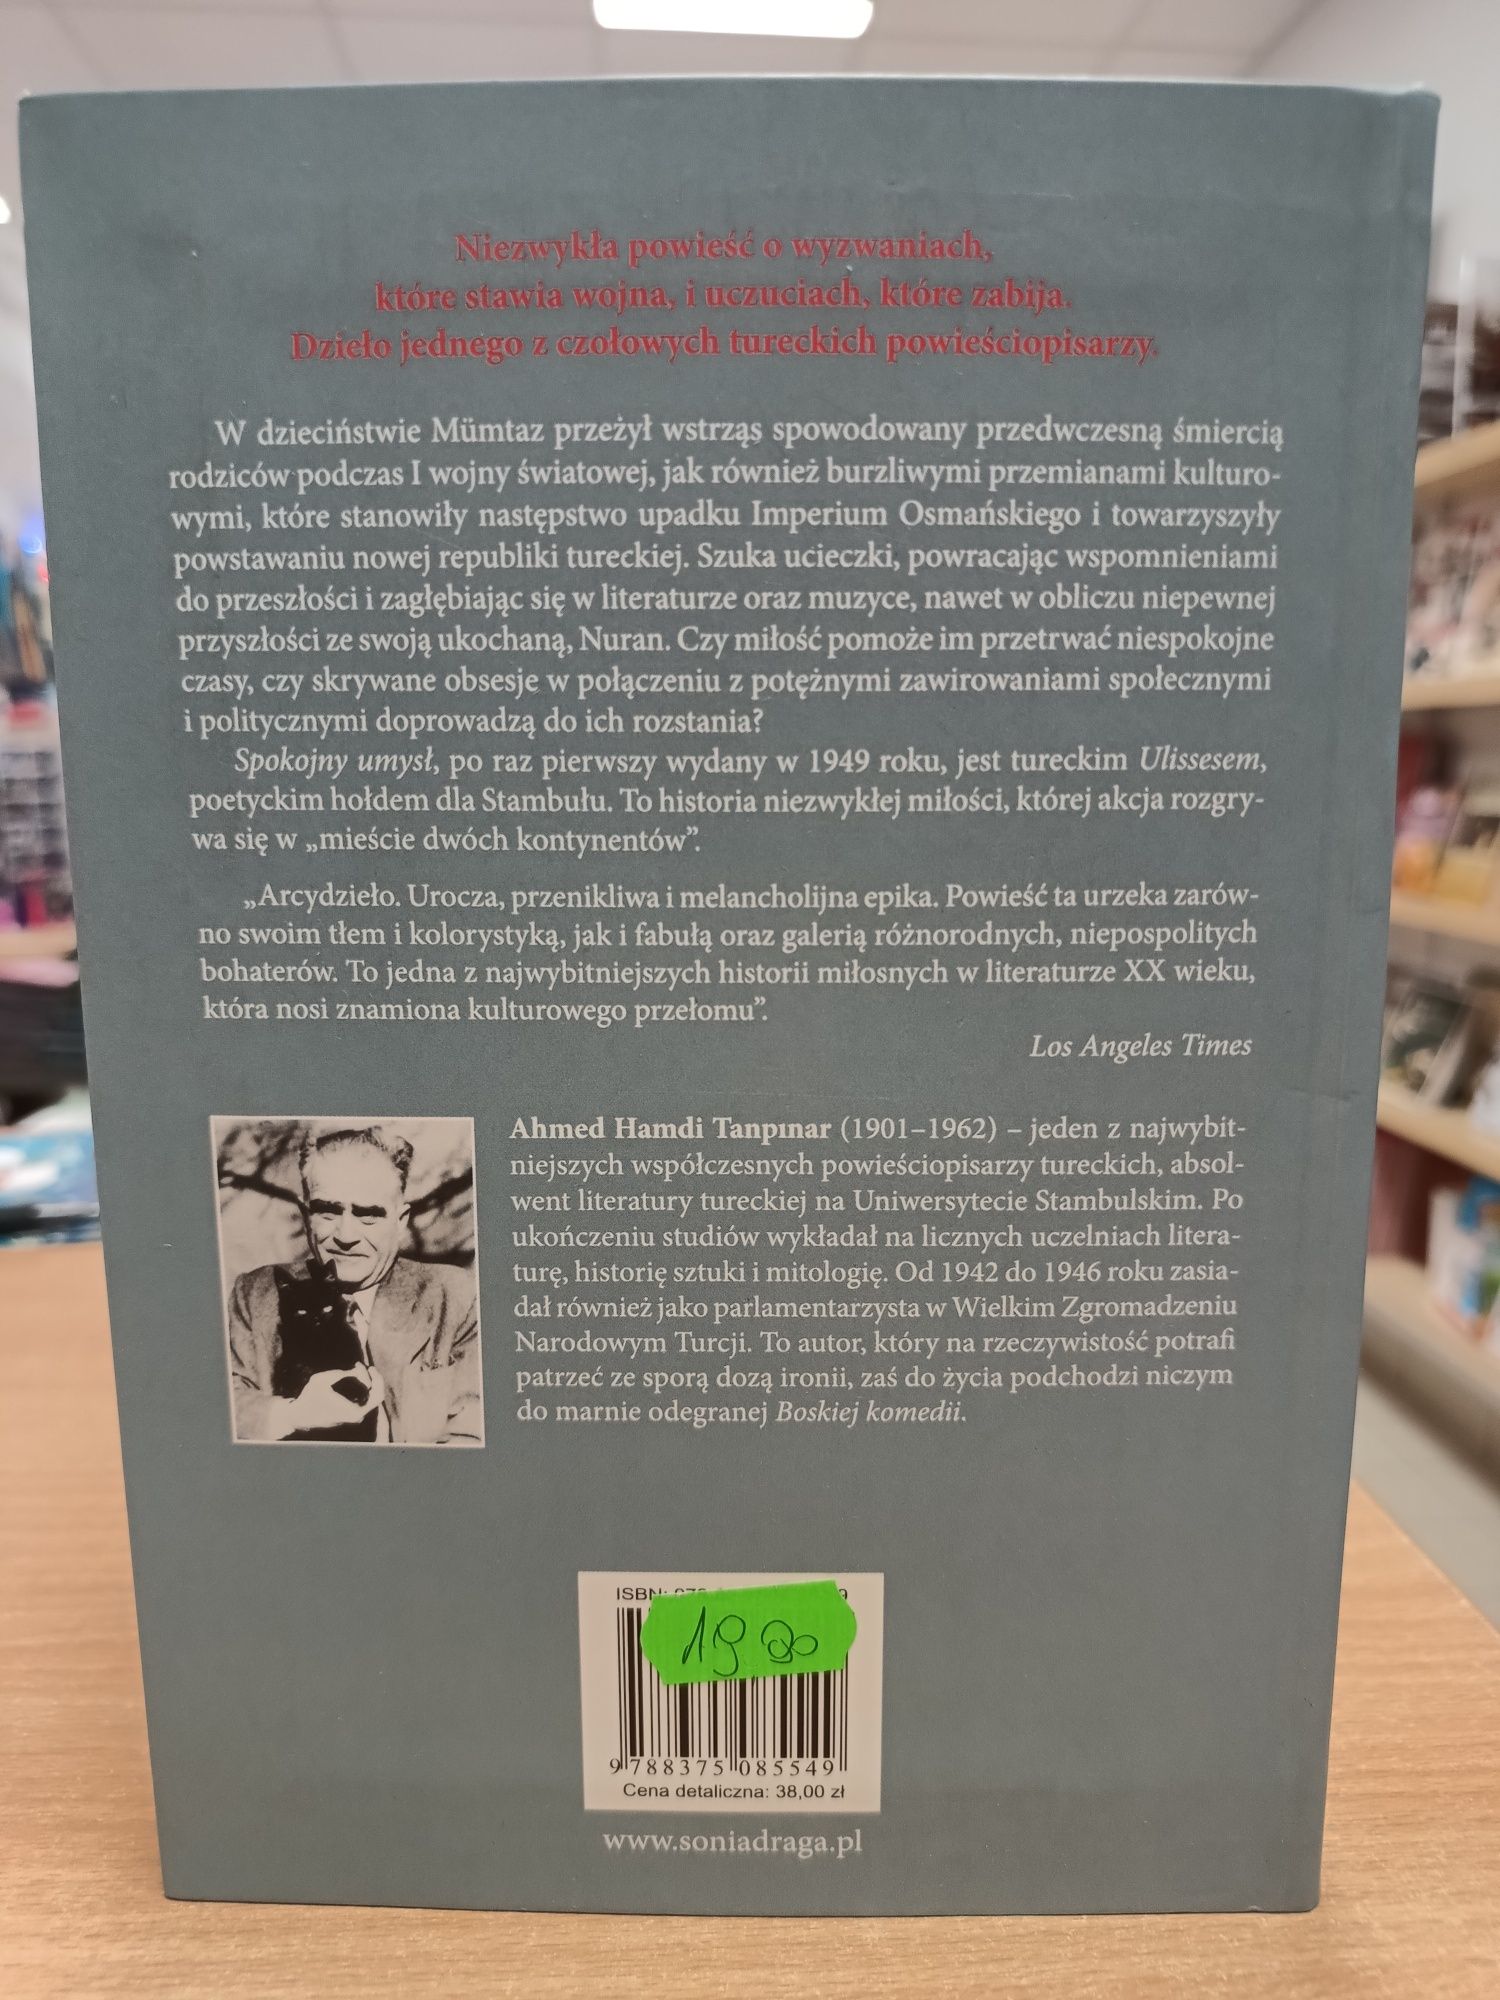 Niezwykła powieść o wyzwaniach,
które stawia wojna, i uczuciach, które zabija.
Dzieło jednego z czołowych tureckich powieściopisarzy.
W dzieciństwie Mümtaz przeżył wstrząs spowodowany przedwczesną śmiercią
rodziców podczas I wojny światowej, jak również burzliwymi przemianami kulturo-
wymi, które stanowiły następstwo upadku Imperium Osmańskiego i towarzyszyły
powstawaniu nowej republiki tureckiej. Szuka ucieczki, powracając wspomnieniami
do przeszłości i zagłębiając się w literaturze oraz muzyce, nawet w obliczu niepewnej
przyszłości ze swoją ukochaną, Nuran. Czy miłość pomoże im przetrwać niespokojne
czasy, czy skrywane obsesje w połączeniu z potężnymi zawirowaniami społecznymi
i politycznymi doprowadzą do ich rozstania?
Spokojny umysł, po raz pierwszy wydany w 1949 roku, jest tureckim Ulissesem,
poetyckim hołdem dla Stambułu. To historia niezwykłej miłości, której akcja rozgry-
wa się w „mieście dwóch kontynentów”.
„Arcydzieło. Urocza, przenikliwa i melancholijna epika. Powieść ta urzeka zarów-
no swoim tłem i kolorystyką, jak i fabułą oraz galerią różnorodnych, niepospolitych
bohaterów. To jedna z najwybitniejszych historii miłosnych w literaturze XX wieku,
która nosi znamiona kulturowego przełomu”.
Los Angeles Times
Ahmed Hamdi Tanpınar (1901–1962) – jeden z najwybit-
niejszych współczesnych powieściopisarzy tureckich, absol-
went literatury tureckiej na Uniwersytecie Stambulskim. Po
ukończeniu studiów wykładał na licznych uczelniach litera-
turę, historię sztuki i mitologię. Od 1942 do 1946 roku zasia-
dał również jako parlamentarzysta w Wielkim Zgromadzeniu
Narodowym Turcji. To autor, który na rzeczywistość potrafi
patrzeć ze sporą dozą ironii, zaś do życia podchodzi niczym
do marnie odegranej Boskiej komedii.
ISBN:
19 90
9 788375 085549
Cena detaliczna: 38,00 zł
www.soniadraga.pl